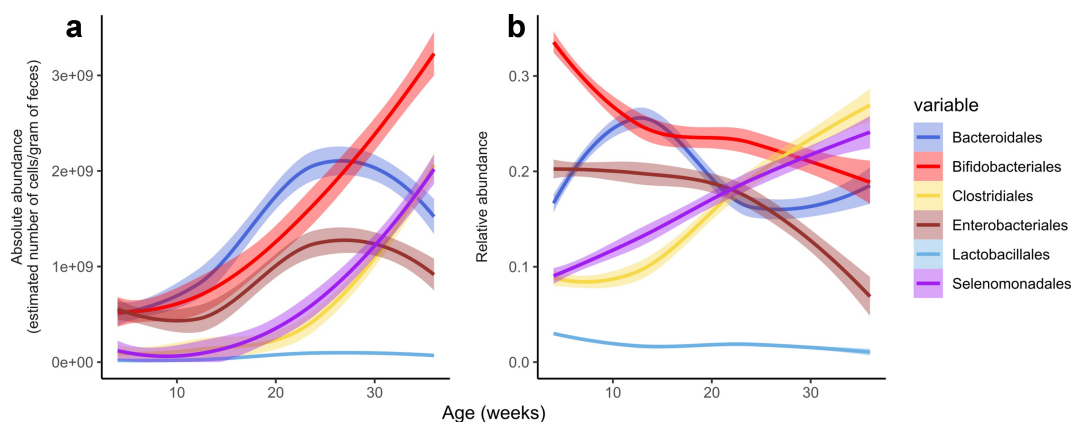 a
Absolute abundance
(estimated number of cells/gram of feces)
3e+09
2e+09
1e+09
0e+00
10
20
30
b
Relative abundance
0.3
0.2
0.1
0.0
10
20
30
Age (weeks)
variable
Bacteroidales
Bifidobacteriales
Clostridiales
Enterobacteriales
Lactobacillales
Selenomonadales